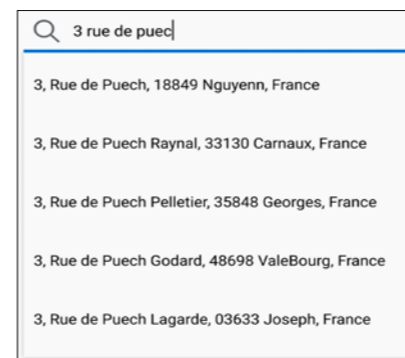 3 rue de puec
3, Rue de Puech, 18849 Nguyenn, France
3, Rue de Puech Raynal, 33130 Carnaux, France
3, Rue de Puech Pelletier, 35848 Georges, France
3, Rue de Puech Godard, 48698 ValeBourg, France
3, Rue de Puech Lagarde, 03633 Joseph, France